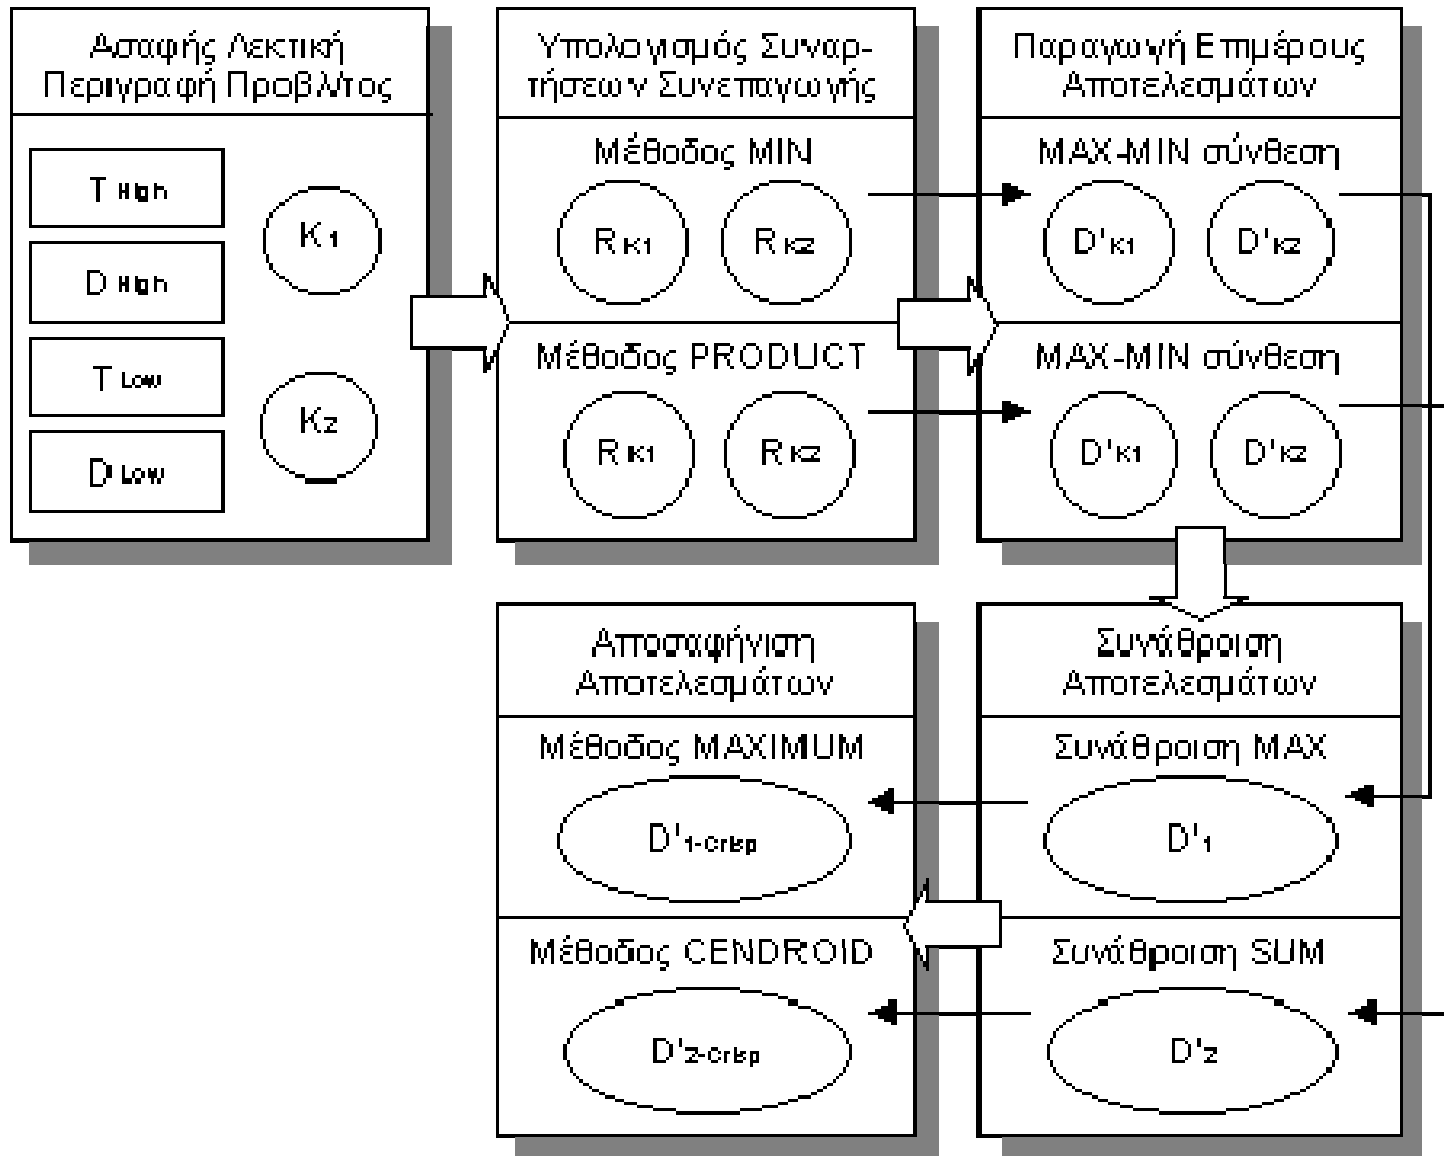 Ασαφής Λεκτική
Περιγραφή Προβλ/τος
T High
D High
T Low
D Low
K1
K2
Υπολογισμός Συναρ-
τήσεων Συνεπαγωγής
Μέθοδος MIN
R K1
R K2
Μέθοδος PRODUCT
R K1
R K2
Παραγωγή Επιμέρους
Αποτελεσμάτων
MAX-MIN σύνθεση
D'K1
D'K2
MAX-MIN σύνθεση
D'K1
D'K2
Αποσαφήνιση
Αποτελεσμάτων
Μέθοδος MAXIMUM
D'1-Crisp
Μέθοδος CENDROID
D'2-Crisp
Συνάθροιση
Αποτελεσμάτων
Συνάθροιση MAX
D'1
Συνάθροιση SUM
D'2